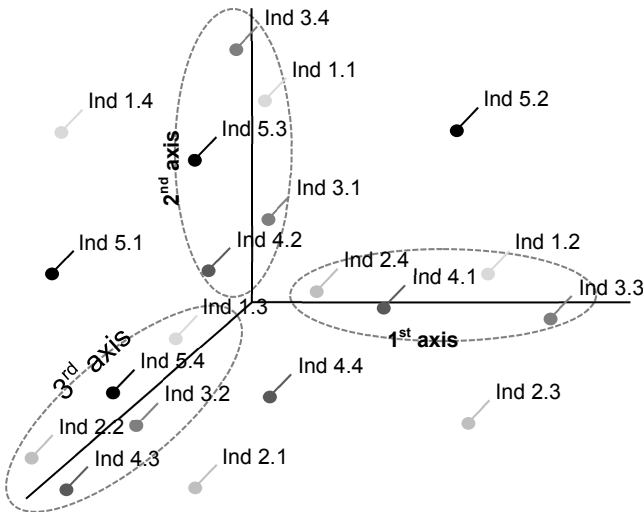 Ind 3.4
Ind 1.1
Ind 1.4
Ind 5.2
Ind 5.3
2nd axis
Ind 3.1
Ind 4.2
Ind 5.1
Ind 2.4
Ind 4.1
Ind 1.2
Ind 3.3
Ind 1.3
1st axis
3rd axis
Ind 5.4
Ind 4.4
Ind 3.2
Ind 2.3
Ind 2.2
Ind 4.3
Ind 2.1